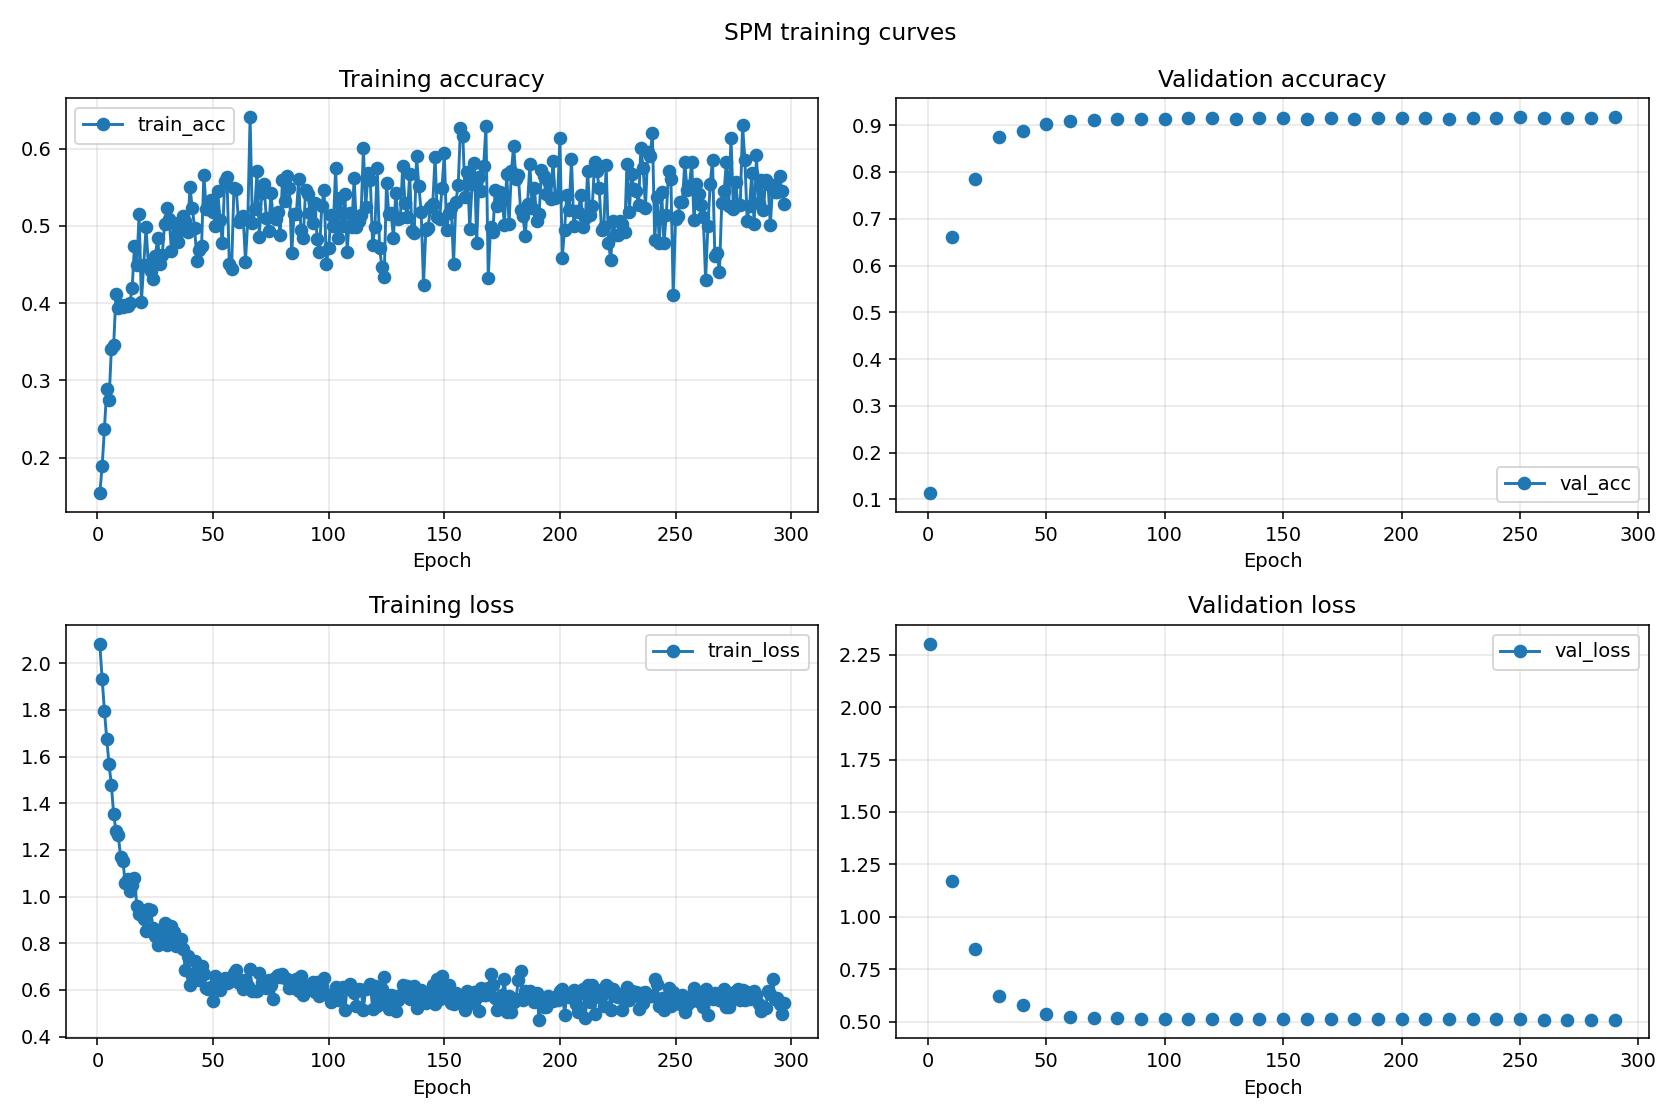 SPM training curves
Training accuracy
train_acc
0.6
0.5
0.4
0.3
0.2
0 50 100 150 200 250 300
Epoch
Validation accuracy
0.9
0.8
0.7
0.6
0.5
0.4
0.3
0.2
0.1
val_acc
0 50 100 150 200 250 300
Epoch
Training loss
train_loss
2.0
1.8
1.6
1.4
1.2
1.0
0.8
0.6
0.4
0 50 100 150 200 250 300
Epoch
Validation loss
val_loss
2.25
2.00
1.75
1.50
1.25
1.00
0.75
0.50
0 50 100 150 200 250 300
Epoch